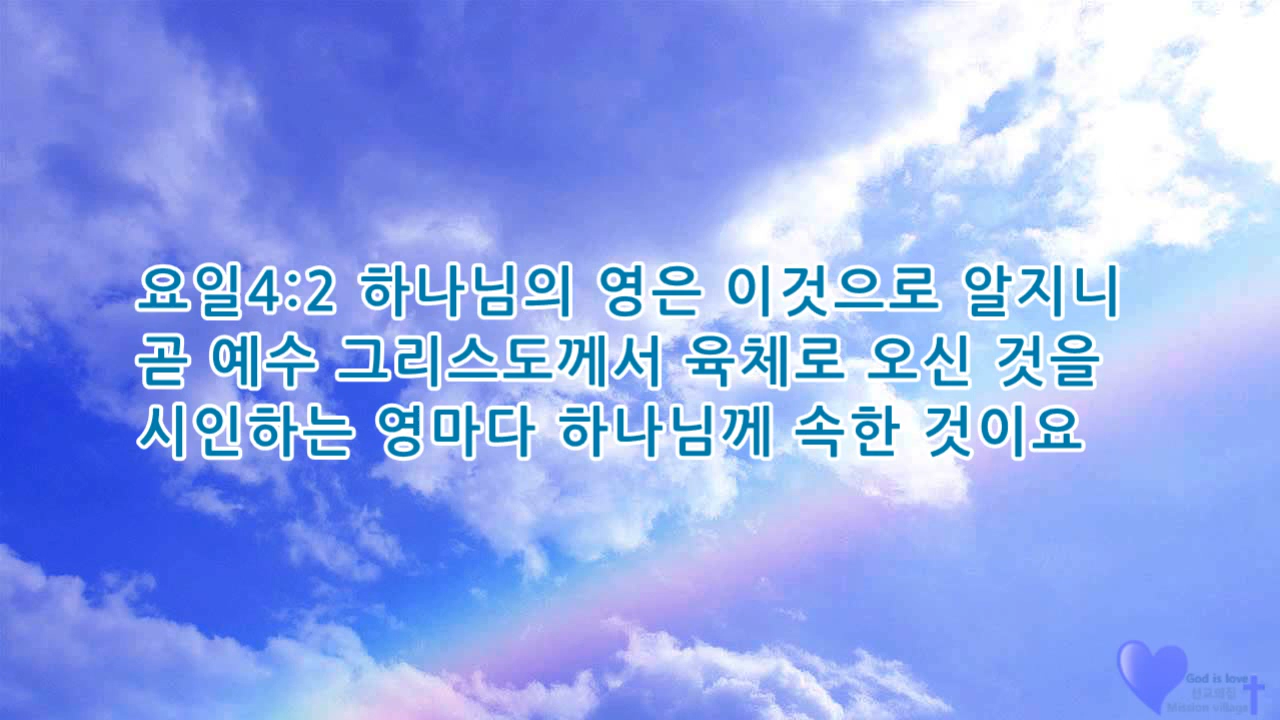 요일4:2 하나님의 영은 이것으로 알지니
곧 예수 그리스도께서 육체로 오신 것을
시인하는 영마다 하나님께 속한 것이요
God is love
Mission village